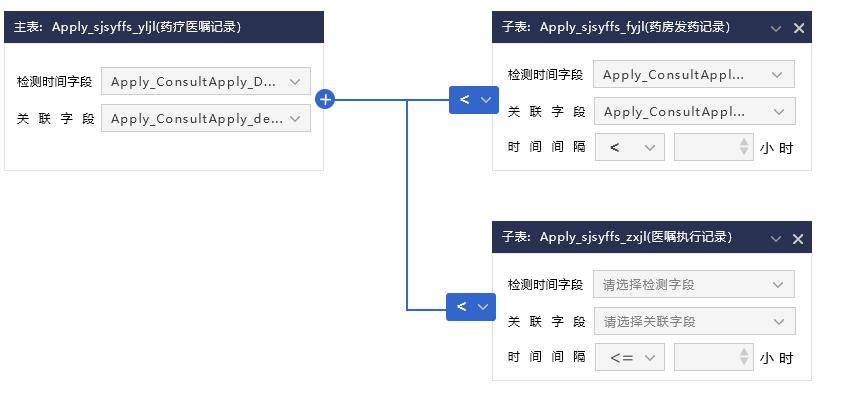 主表: Apply_sjsyffs_yljl(药疗医嘱记录)
检测时间字段 Apply_ConsultApply_D...
关联字段 Apply_ConsultApply_de...
<
子表: Apply_sjsyffs_fyjl(药房发药记录)
检测时间字段 Apply_ConsultAppl...
关联字段 Apply_ConsultAppl...
时间间隔 < 小时
<
子表: Apply_sjsyffs_zxjl(医嘱执行记录)
检测时间字段 请选择检测字段
关联字段 请选择关联字段
时间间隔 <= 小时